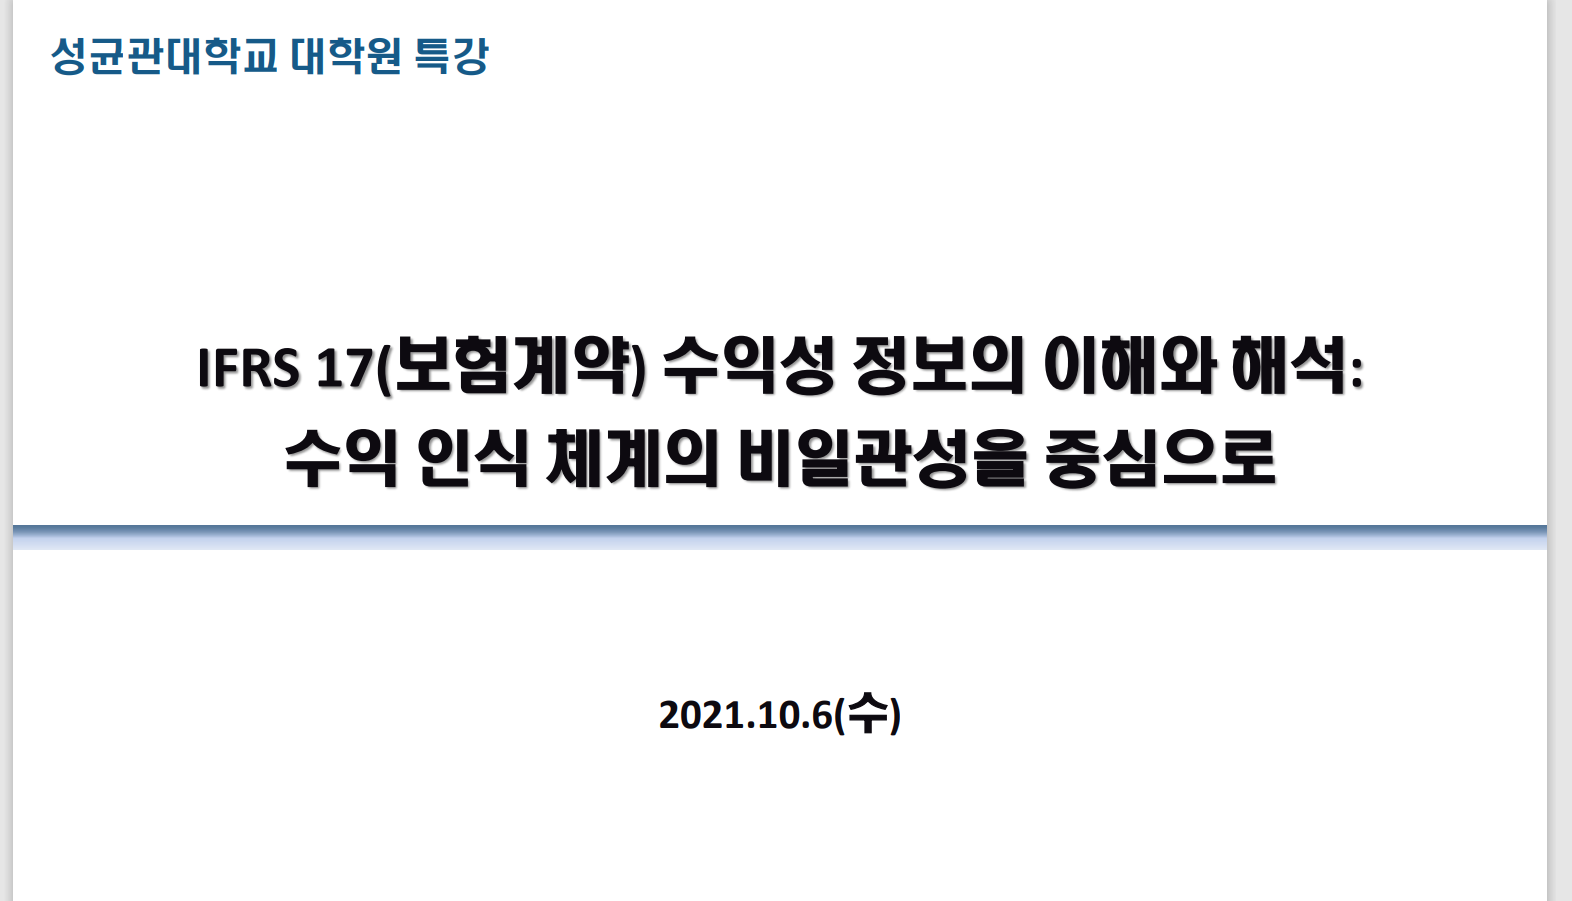 성균관대학교 대학원 특강
IFRS 17(보험계약) 수익성 정보의 이해와 해석:
수익 인식 체계의 비일관성을 중심으로
2021.10.6(수)